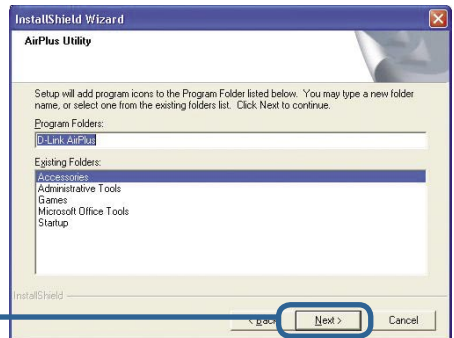 InstallShield Wizard
AirPlus Utility
Setup will add program icons to the Program Folder listed below. You may type a new folder
name, or select one from the existing folders list. Click Next to continue.
Program Folders:
D-Link AirPlus
Existing Folders:
Accessories
Administrative Tools
Games
Microsoft Office Tools
Startup
InstallShield
< Back Next > Cancel